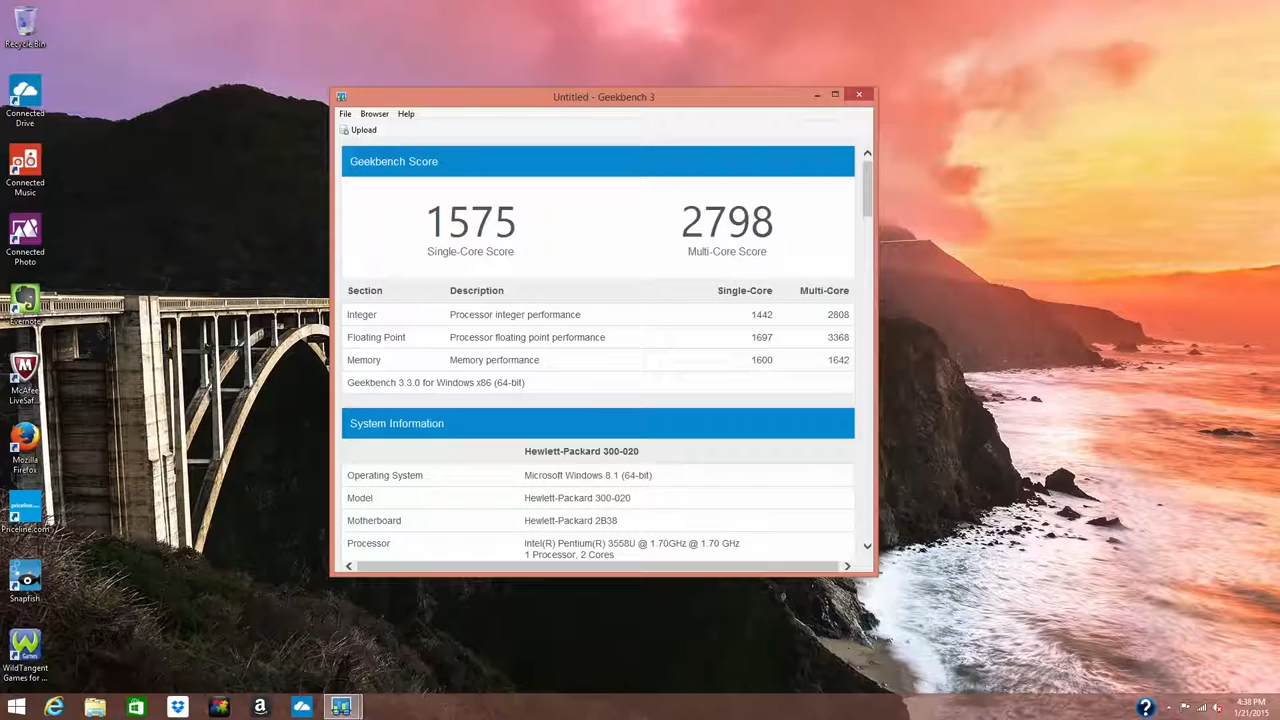 Recycle Bin
Connected
Drive
Connected
Music
Connected
Photo
Evernote
McAfee
LiveSaf...
Mozilla
Firefox
Priceline.com
Snapfish
WildTangent
Games for ...
Untitled - Geekbench 3
File Browser Help
Upload
Geekbench Score
1575 2798
Single-Core Score Multi-Core Score
Section Description Single-Core Multi-Core
Integer Processor integer performance 1442 2808
Floating Point Processor floating point performance 1697 3368
Memory Memory performance 1600 1642
Geekbench 3.3.0 for Windows x86 (64-bit)
System Information
Hewlett-Packard 300-020
Operating System Microsoft Windows 8.1 (64-bit)
Model Hewlett-Packard 300-020
Motherboard Hewlett-Packard 2B38
Processor Intel(R) Pentium(R) 3558U @ 1.70GHz @ 1.70 GHz
1 Processor, 2 Cores
4:38 PM
1/21/2015